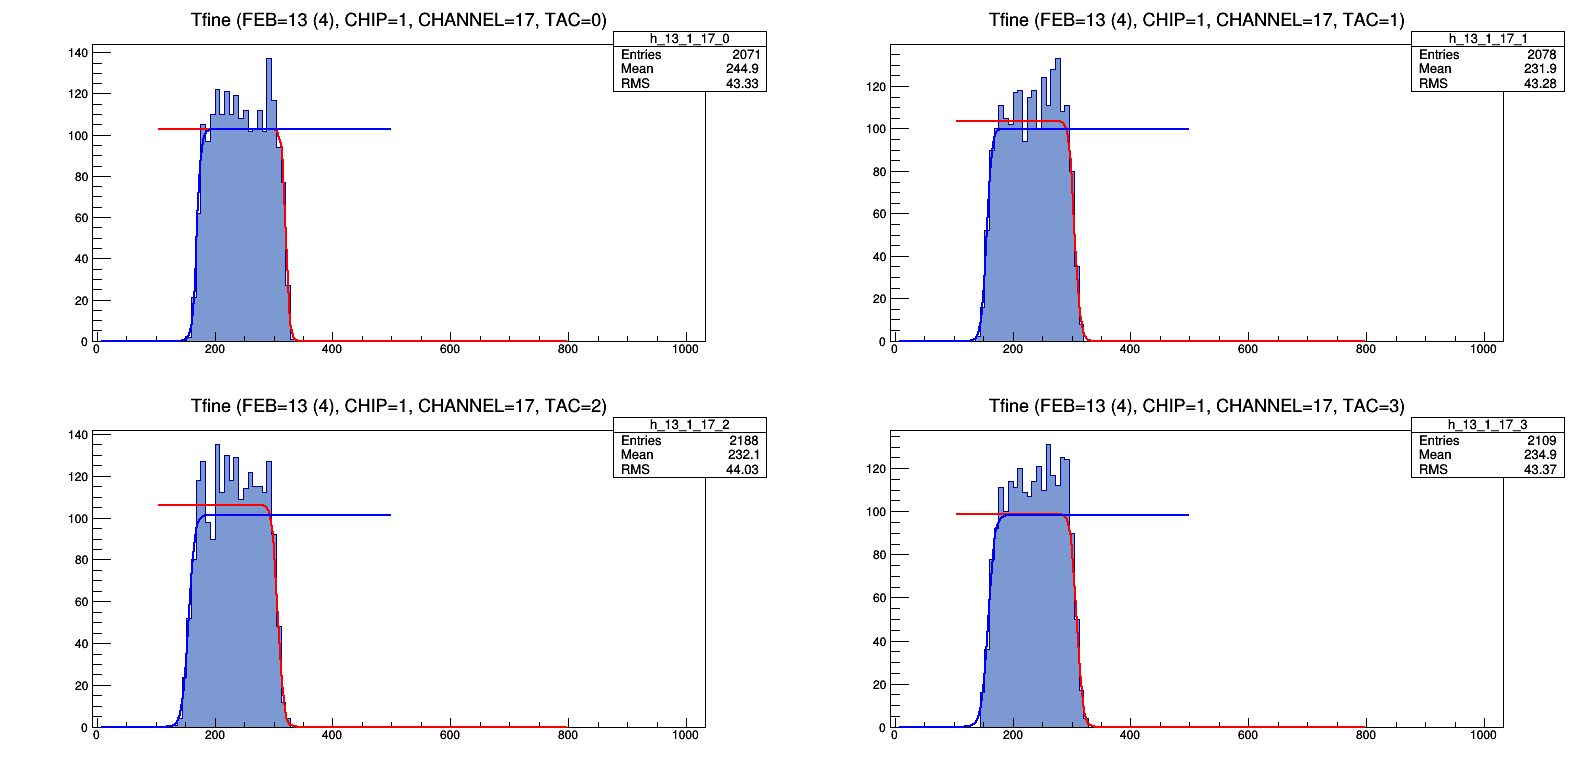 Tfine (FEB=13 (4), CHIP=1, CHANNEL=17, TAC=0)
h_13_1_17_0
Entries 2071
Mean 244.9
RMS 43.33
140
120
100
80
60
40
20
0
0 200 400 600 800 1000
Tfine (FEB=13 (4), CHIP=1, CHANNEL=17, TAC=1)
h_13_1_17_1
Entries 2078
Mean 231.9
RMS 43.28
120
100
80
60
40
20
0
0 200 400 600 800 1000
Tfine (FEB=13 (4), CHIP=1, CHANNEL=17, TAC=2)
h_13_1_17_2
Entries 2188
Mean 232.1
RMS 44.03
140
120
100
80
60
40
20
0
0 200 400 600 800 1000
Tfine (FEB=13 (4), CHIP=1, CHANNEL=17, TAC=3)
h_13_1_17_3
Entries 2109
Mean 234.9
RMS 43.37
120
100
80
60
40
20
0
0 200 400 600 800 1000